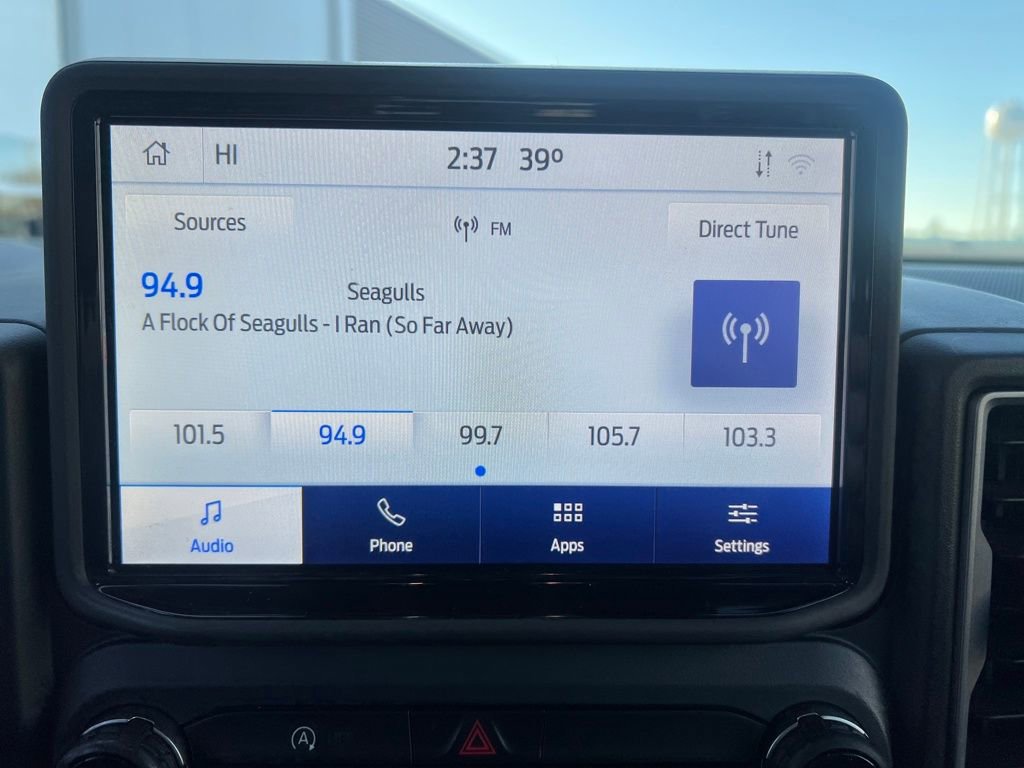 HI 2:37 39º
Sources FM Direct Tune
94.9 Seagulls
A Flock Of Seagulls - I Ran (So Far Away)
101.5 94.9 99.7 105.7 103.3
Audio Phone Apps Settings
A